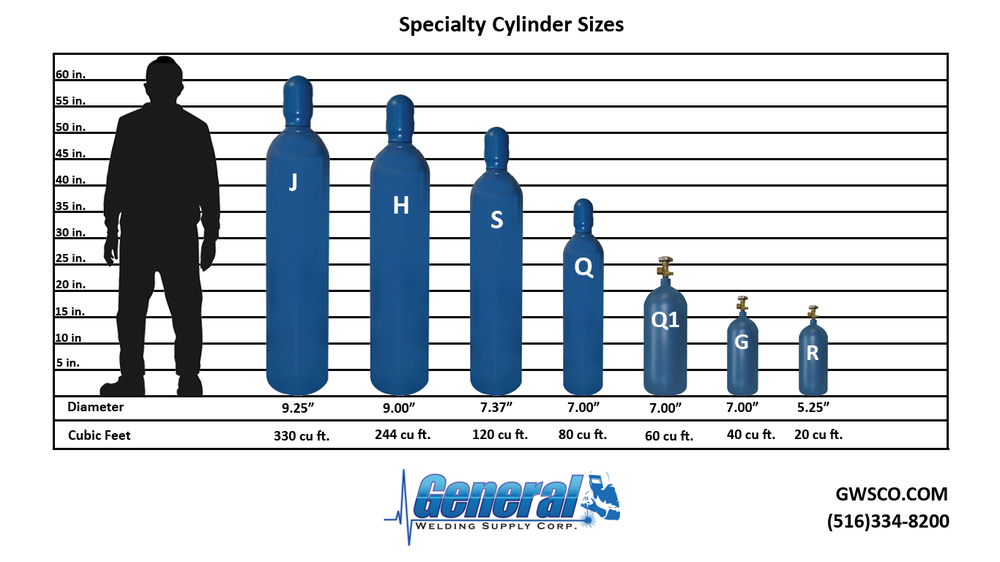 Specialty Cylinder Sizes
60 in.
55 in.
50 in.
45 in.
40 in.
35 in.
30 in.
25 in.
20 in.
15 in.
10 in
5 in.
J
H
S
Q
Q1
G
R
Diameter 9.25” 9.00” 7.37” 7.00” 7.00” 7.00” 5.25”
Cubic Feet 330 cu ft. 244 cu ft. 120 cu ft. 80 cu ft. 60 cu ft. 40 cu ft. 20 cu ft.
General
WELDING SUPPLY CORP.
GWSCO.COM
(516)334-8200